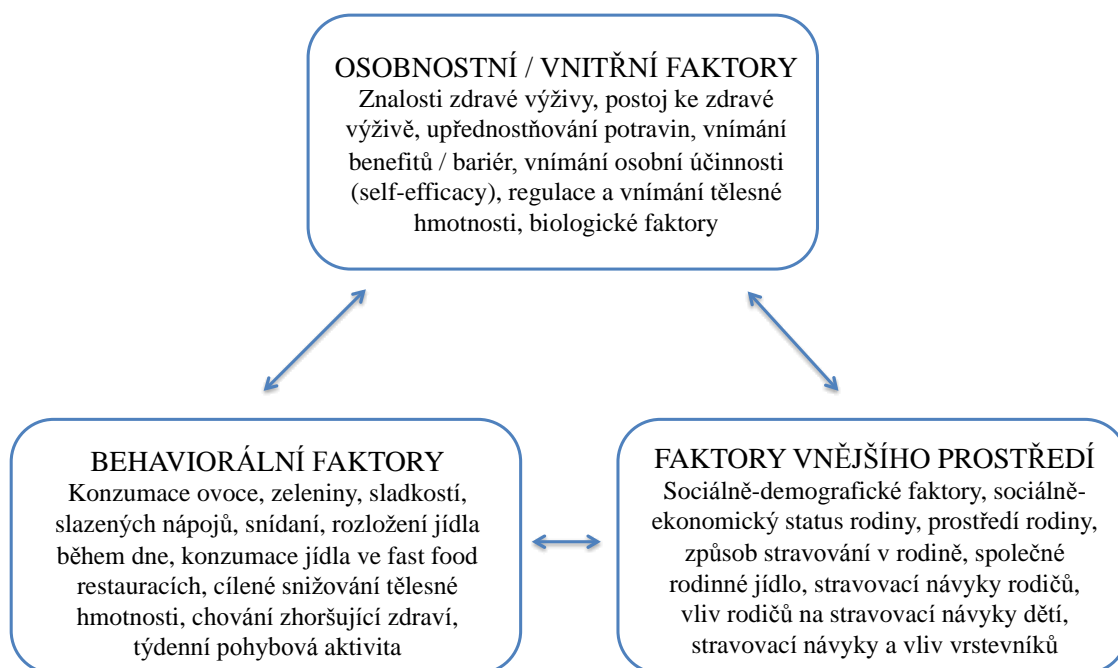 OSOBNOSTNÍ / VNITŘNÍ FAKTORY
Znalosti zdravé výživy, postoj ke zdravé
výživě, upřednostňování potravin, vnímání
benefitů / bariér, vnímání osobní účinnosti
(self-efficacy), regulace a vnímání tělesné
hmotnosti, biologické faktory
BEHAVIORÁLNÍ FAKTORY
Konzumace ovoce, zeleniny, sladkostí,
slazených nápojů, snídaní, rozložení jídla
během dne, konzumace jídla ve fast food
restauracích, cílené snižování tělesné
hmotnosti, chování zhoršující zdraví,
týdenní pohybová aktivita
FAKTORY VNĚJŠÍHO PROSTŘEDÍ
Sociálně-demografické faktory, sociálně-
ekonomický status rodiny, prostředí rodiny,
způsob stravování v rodině, společné
rodinné jídlo, stravovací návyky rodičů,
vliv rodičů na stravovací návyky dětí,
stravovací návyky a vliv vrstevníků